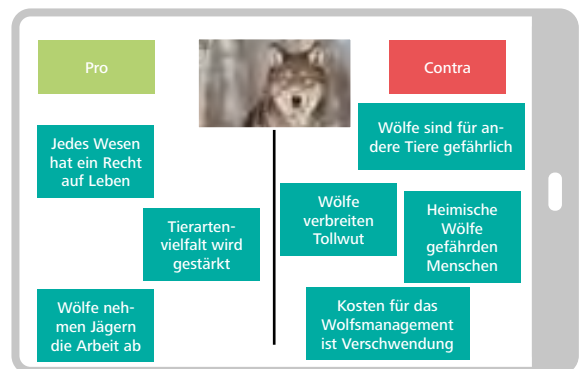 Pro
Contra
Jedes Wesen
hat ein Recht
auf Leben
Tierarten-
vielfalt wird
gestärkt
Wölfe neh-
men Jägern
die Arbeit ab
Wölfe sind für an-
dere Tiere gefährlich
Wölfe
verbreiten
Tollwut
Heimische
Wölfe
gefährden
Menschen
Kosten für das
Wolfsmanagement
ist Verschwendung